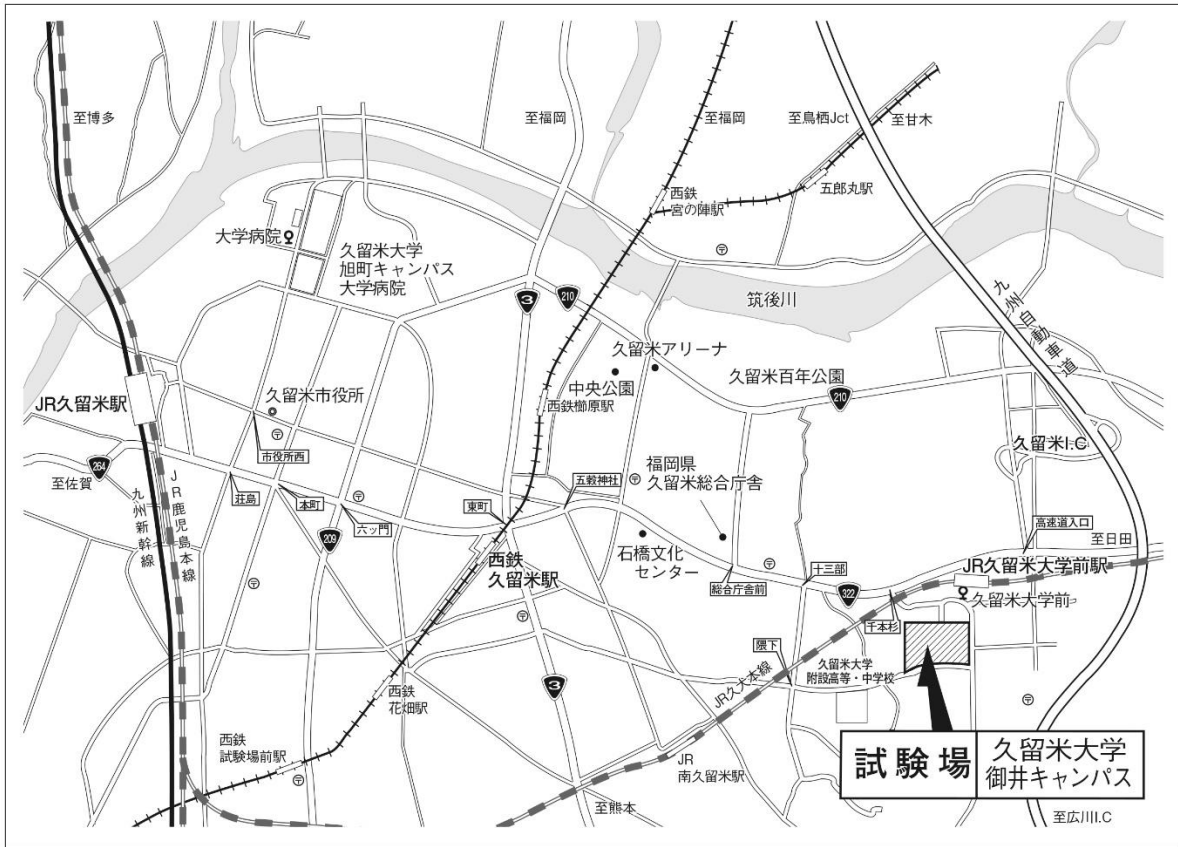 至博多
至福岡
至福岡
至鳥栖Jct
至甘木
西鉄
宮の陣駅
五郎丸駅
大学病院
久留米大学
旭町キャンパス
大学病院
3
210
筑後川
九州自動車道
久留米アリーナ
中央公園
久留米百年公園
210
JR久留米駅
久留米市役所
西鉄櫛原駅
市役所西
久留米I.C
264
至佐賀
九州新幹線
JR鹿児島本線
荘島
本町
六ッ門
209
東町
五穀神社
福岡県
久留米総合庁舎
石橋文化
センター
西鉄
久留米駅
総合庁舎前
十三部
高速道入口
至日田
JR久留米大学前駅
322
久留米大学前
千本杉
隈下
久留米大学
附設高等・中学校
JR久大本線
3
西鉄
花畑駅
西鉄
試験場前駅
JR
南久留米駅
至熊本
試験場
久留米大学
御井キャンパス
至広川I.C